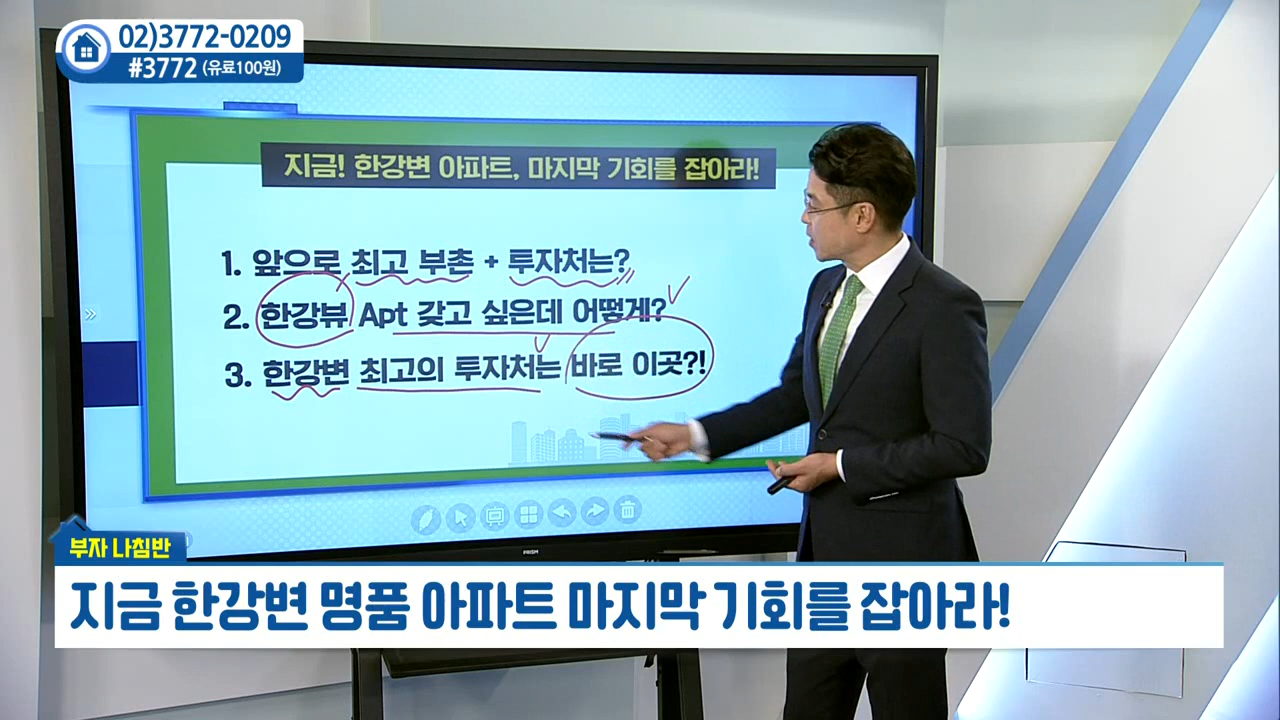 02)3772-0209
#3772 (유료100원)
지금! 한강변 아파트, 마지막 기회를 잡아라!
1. 앞으로 최고 부촌 + 투자처는?
2. 한강뷰 Apt 갖고 싶은데 어떻게?
3. 한강변 최고의 투자처는 바로 이곳?!
PRISM
부자 나침반
지금 한강변 명품 아파트 마지막 기회를 잡아라!